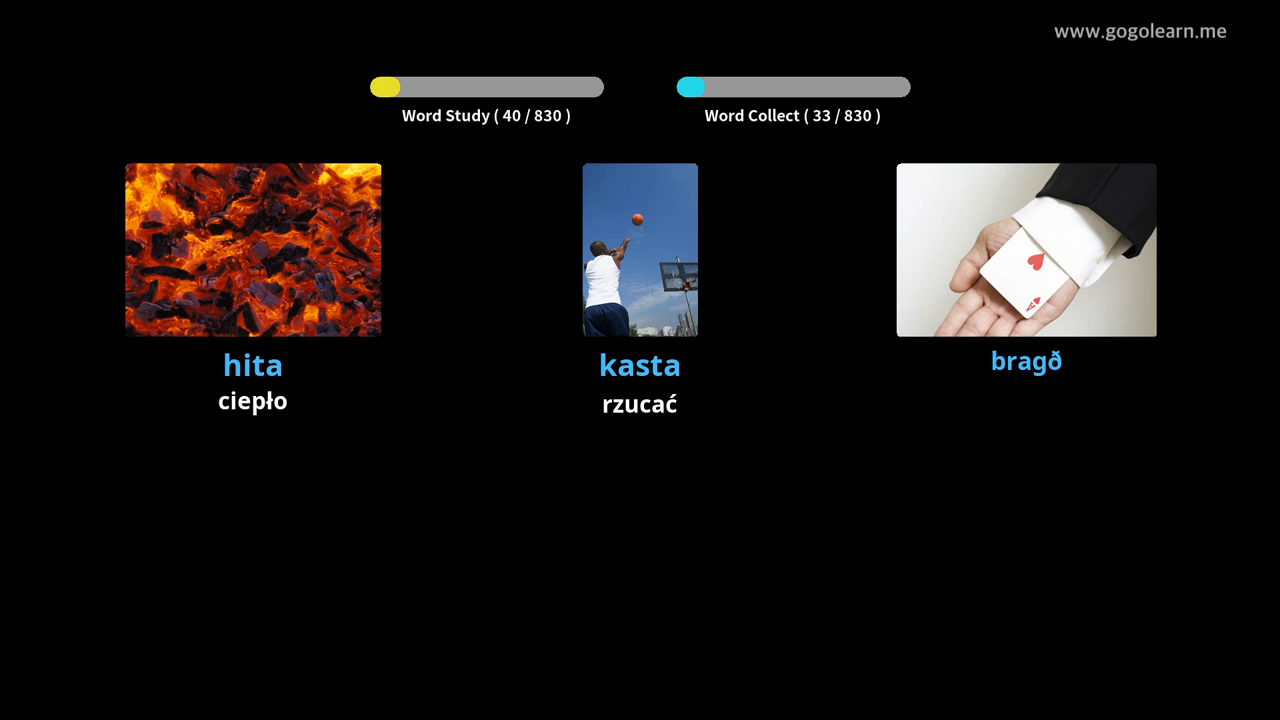 www.gogolearn.me
Word Study ( 40 / 830 )
Word Collect ( 33 / 830 )
hita
ciepło
kasta
rzucać
bragð
A